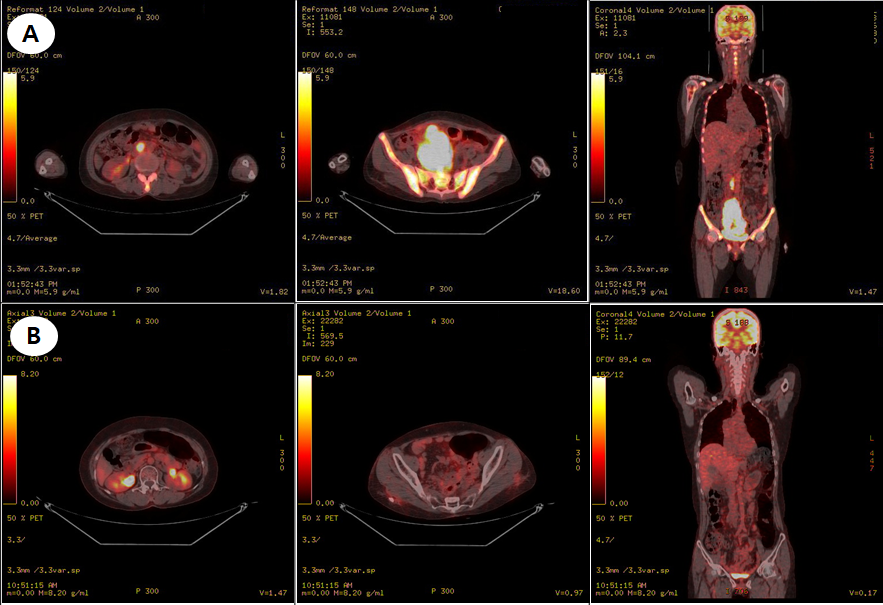 A
Reformat 124 Volume 2/Volume 1
Ex:
Se:
A 300
DFOV 60.0 cm
150/124
5.9
L
3
0
0
0.0
50 % PET
4.7/Average
3.3mm /3.3var.sp
01:52:43 PM
m=0.0 M=5.9 g/ml
P 300
V=1.82
Reformat 148 Volume 2/Volume 1
Ex: 11081
Se: 1
I: 553.2
A 300
DFOV 60.0 cm
150/148
5.9
L
3
0
0
0.0
50 % PET
4.7/Average
3.3mm /3.3var.sp
01:52:43 PM
m=0.0 M=5.9 g/ml
P 300
V=18.60
Coronal4 Volume 2/Volume 1
Ex: 11081
Se: 1
A: 2.3
S 189
DFOV 104.1 cm
151/16
5.9
L
5
2
1
0.0
50 % PET
4.7/
3.3mm /3.3var.sp
01:52:43 PM
m=0.0 M=5.9 g/ml
I 843
V=1.47
B
Axial3 Volume 2/Volume 1
Ex:
Se:
A 300
DFOV 60.0 cm
8.20
L
3
0
0
0.00
50 % PET
3.3/
3.3mm /3.3var.sp
10:51:15 AM
m=0.00 M=8.20 g/ml
P 300
V=1.47
Axial3 Volume 2/Volume 1
Ex: 22282
Se: 1
I: 569.5
Im: 229
A 300
DFOV 60.0 cm
8.20
L
3
0
0
0.00
50 % PET
3.3/
3.3mm /3.3var.sp
10:51:15 AM
m=0.00 M=8.20 g/ml
P 300
V=0.97
Coronal4 Volume 2/Volume 1
Ex: 22282
Se: 1
P: 11.7
S 189
DFOV 89.4 cm
152/12
8.20
L
4
4
7
0.00
50 % PET
4.7/
3.3mm /3.3var.sp
10:51:15 AM
m=0.00 M=8.20 g/ml
V=0.17